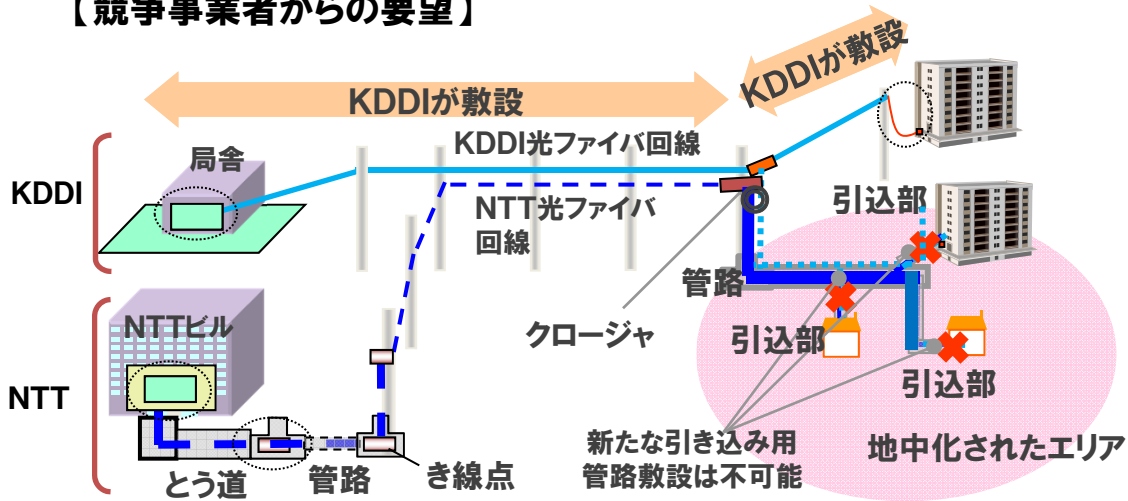 【競争事業者からの要望】
KDDIが敷設
KDDIが敷設
KDDI
局舎
KDDI光ファイバ回線
NTT光ファイバ
回線
引込部
管路
クロージャ
引込部
引込部
NTT
NTTビル
とう道
管路
き線点
新たな引き込み用
管路敷設は不可能
地中化されたエリア